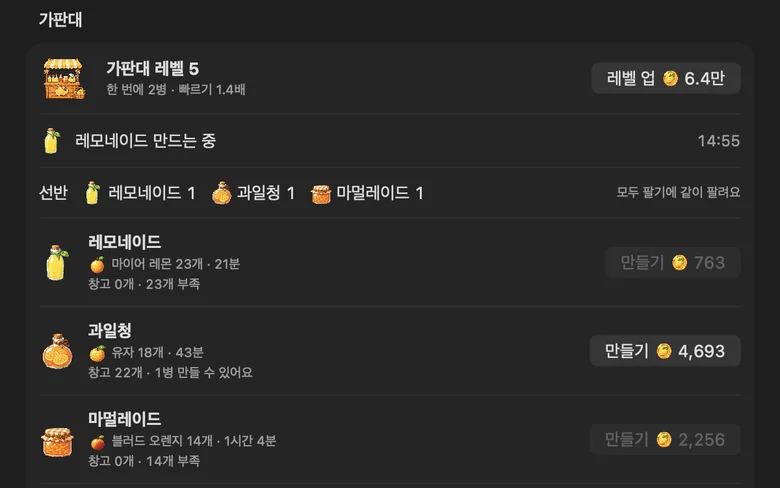 가판대
가판대 레벨 5
한 번에 2병 · 빠르기 1.4배
레벨 업 6.4만
레모네이드 만드는 중 14:55
선반 레모네이드 1 과일청 1 마멀레이드 1 모두 팔기에 같이 팔려요
레모네이드
마이어 레몬 23개 · 21분
창고 0개 · 23개 부족
만들기 763
과일청
유자 18개 · 43분
창고 22개 · 1병 만들 수 있어요
만들기 4,693
마멀레이드
블러드 오렌지 14개 · 1시간 4분
창고 0개 · 14개 부족
만들기 2,256